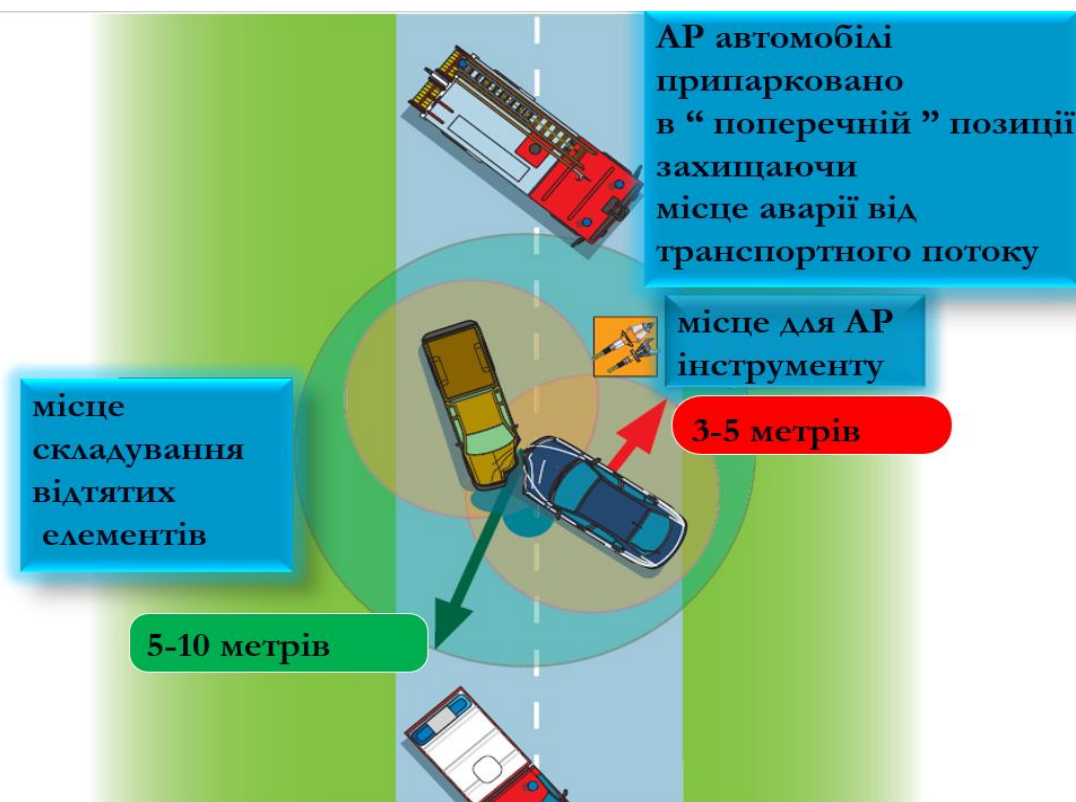 АР автомобілі
припарковано
в “ поперечній ” позиції
захищаючи
місце аварії від
транспортного потоку
місце для АР
інструменту
3-5 метрів
місце
складування
відтятих
елементів
5-10 метрів